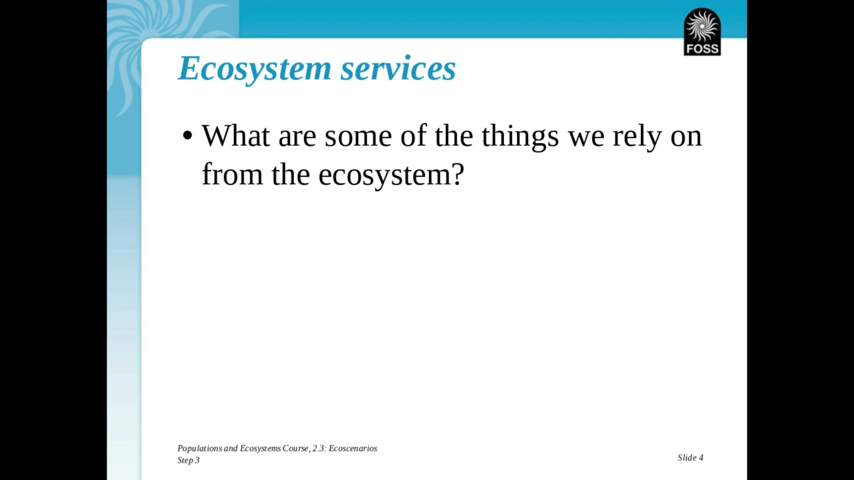 FOSS
Ecosystem services
• What are some of the things we rely on
from the ecosystem?
Populations and Ecosystems Course, 2.3: Ecoscenarios
Step 3
Slide 4